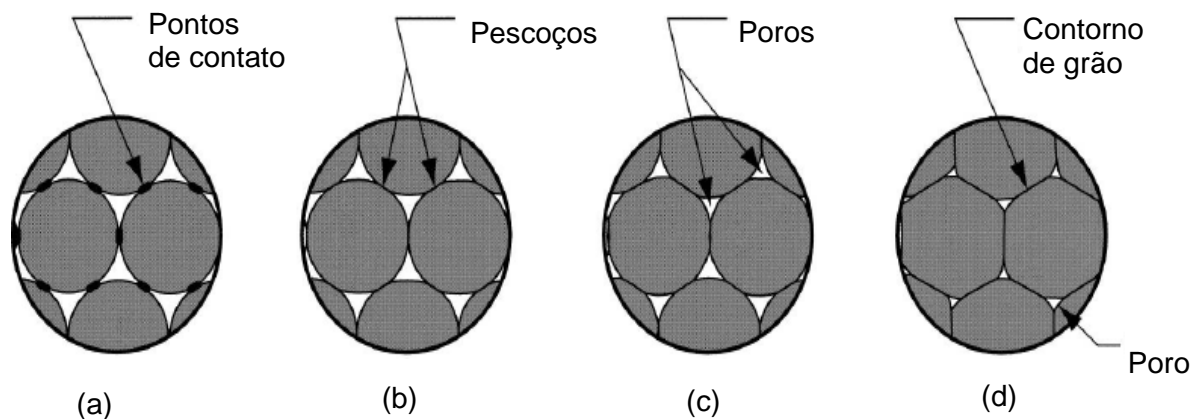 Pontos
de contato
Pescoços
Poros
Contorno
de grão
Poro
(a)
(b)
(c)
(d)